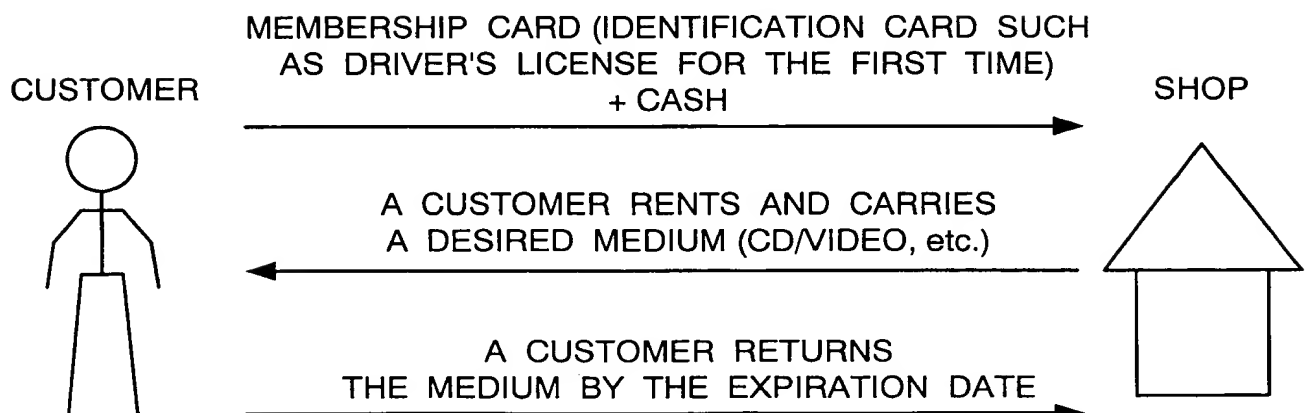 MEMBERSHIP CARD (IDENTIFICATION CARD SUCH
AS DRIVER'S LICENSE FOR THE FIRST TIME)
+ CASH
CUSTOMER
SHOP
A CUSTOMER RENTS AND CARRIES
A DESIRED MEDIUM (CD/VIDEO, etc.)
A CUSTOMER RETURNS
THE MEDIUM BY THE EXPIRATION DATE